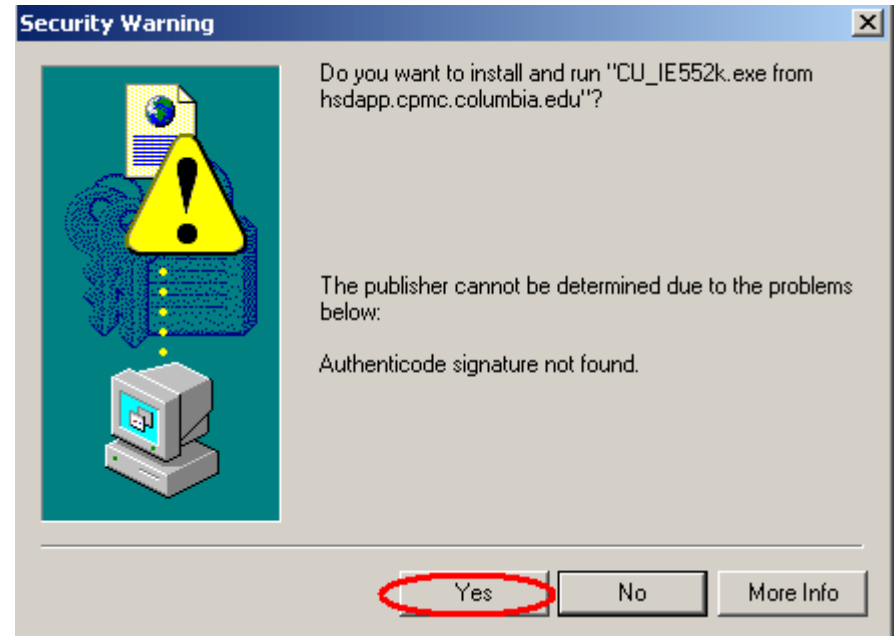 Security Warning
Do you want to install and run "CU_IE552k.exe from
hsdapp.cpmc.columbia.edu"?
The publisher cannot be determined due to the problems
below:
Authenticode signature not found.
Yes No More Info